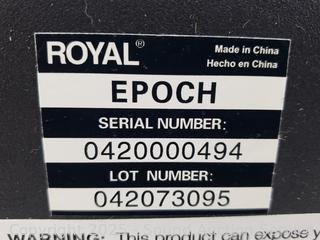 ROYAL®
Made in China
Hecho en China
EPOCH
SERIAL NUMBER:
0420000494
LOT NUMBER:
042073095
WARNING: This product can expose y